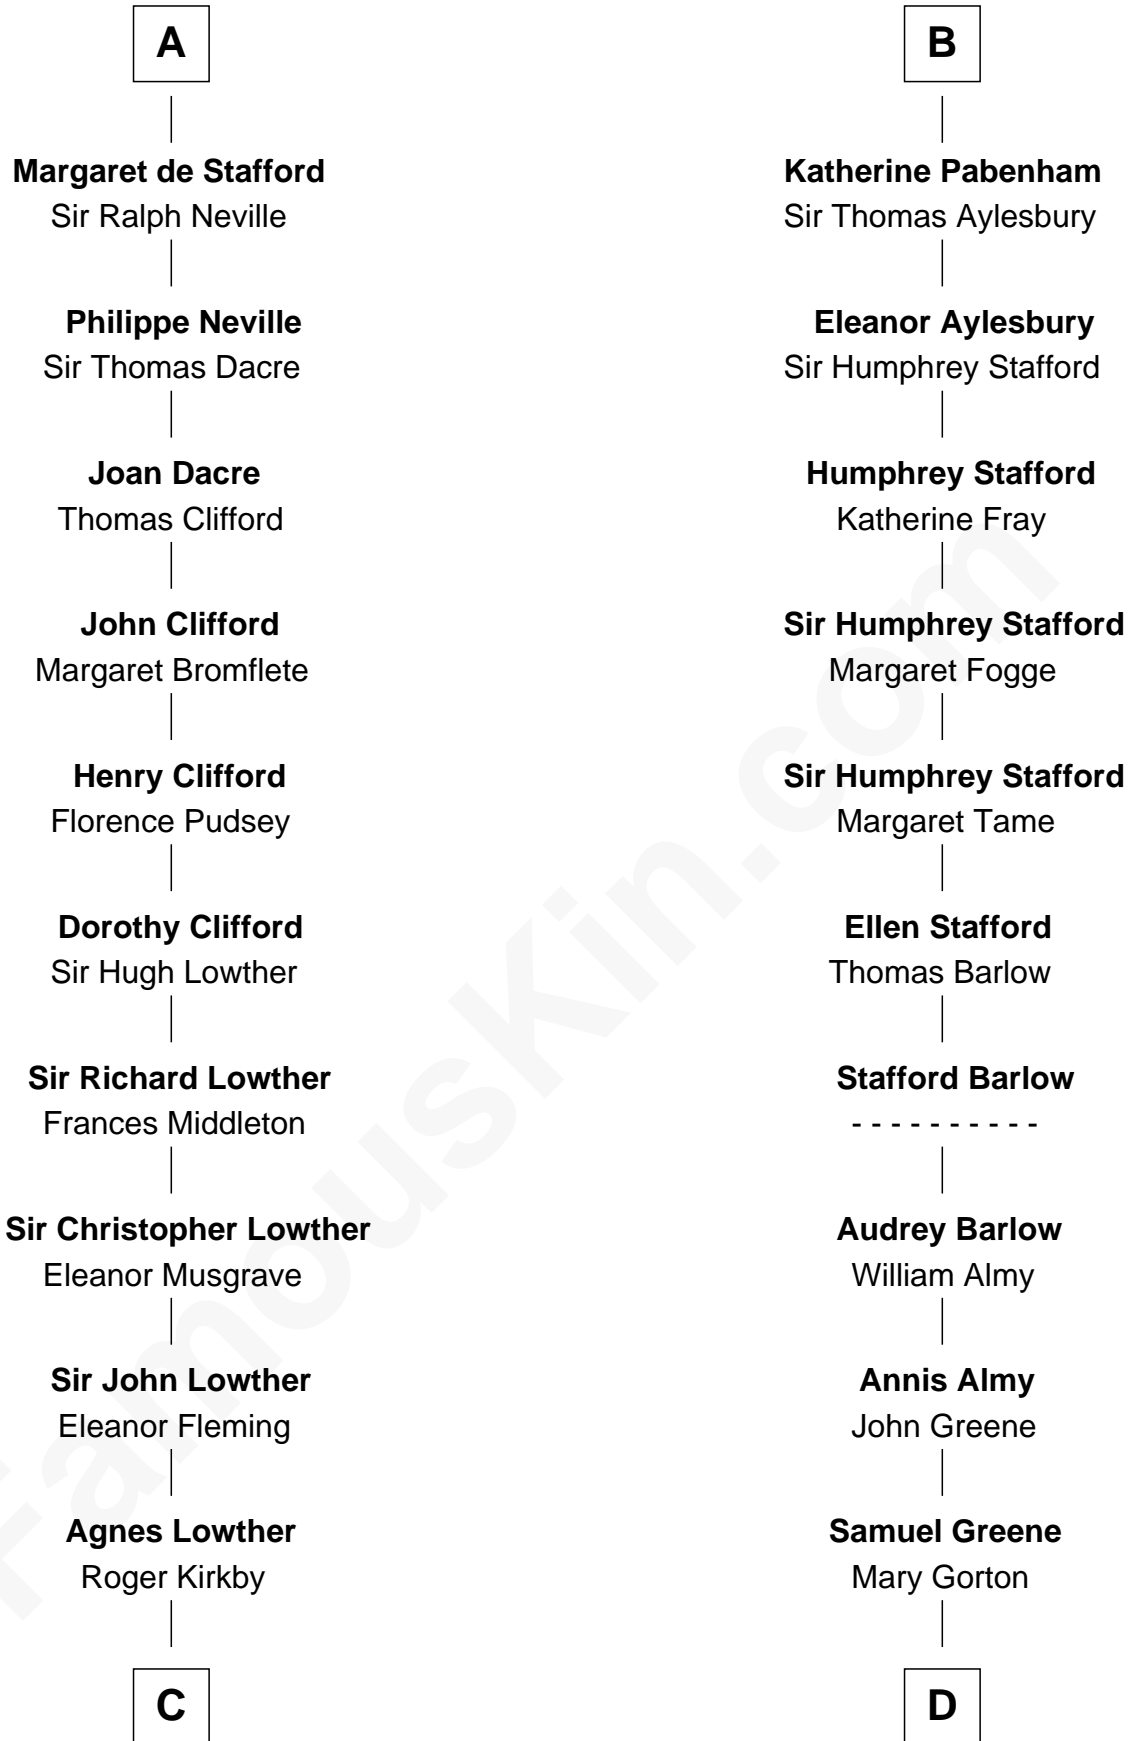 A
Margaret de Stafford
Sir Ralph Neville
Philippe Neville
Sir Thomas Dacre
Joan Dacre
Thomas Clifford
John Clifford
Margaret Bromflete
Henry Clifford
Florence Pudsey
Dorothy Clifford
Sir Hugh Lowther
Sir Richard Lowther
Frances Middleton
Sir Christopher Lowther
Eleanor Musgrave
Sir John Lowther
Eleanor Fleming
Agnes Lowther
Roger Kirkby
C
B
Katherine Pabenham
Sir Thomas Aylesbury
Eleanor Aylesbury
Sir Humphrey Stafford
Humphrey Stafford
Katherine Fray
Sir Humphrey Stafford
Margaret Fogge
Sir Humphrey Stafford
Margaret Tame
Ellen Stafford
Thomas Barlow
Stafford Barlow
- - - - - - - - - -
Audrey Barlow
William Almy
Annis Almy
John Greene
Samuel Greene
Mary Gorton
D
FamousKin.com